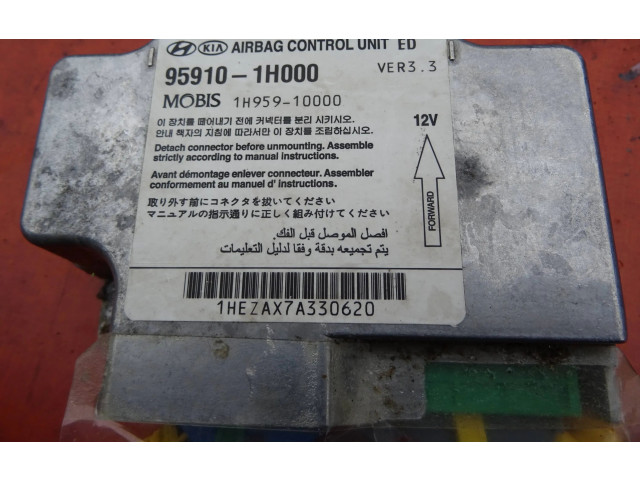 HYUNDAI KIA AIRBAG CONTROL UNIT ED
95910-1H000 VER3.3
MOBIS 1H959-10000
이 장치를 떼어내기 전에 커넥터를 분리 시키시오.
안내 책자의 지침에 따라서만 이 장치를 조립하십시오.
12V
Detach connector before unmounting. Assemble
strictly according to manual instructions.
Avant démontage enlever connecteur. Assembler
conformement au manuel d' instructions.
FORWARD
取り外す前にコネクタを抜いてください
マニュアルの指示通りに正しく組み付けてください
افصل الموصل قبل الفك.
يتم تجميعه بدقة وفقا لدليل التعليمات
1HEZAX7A330620